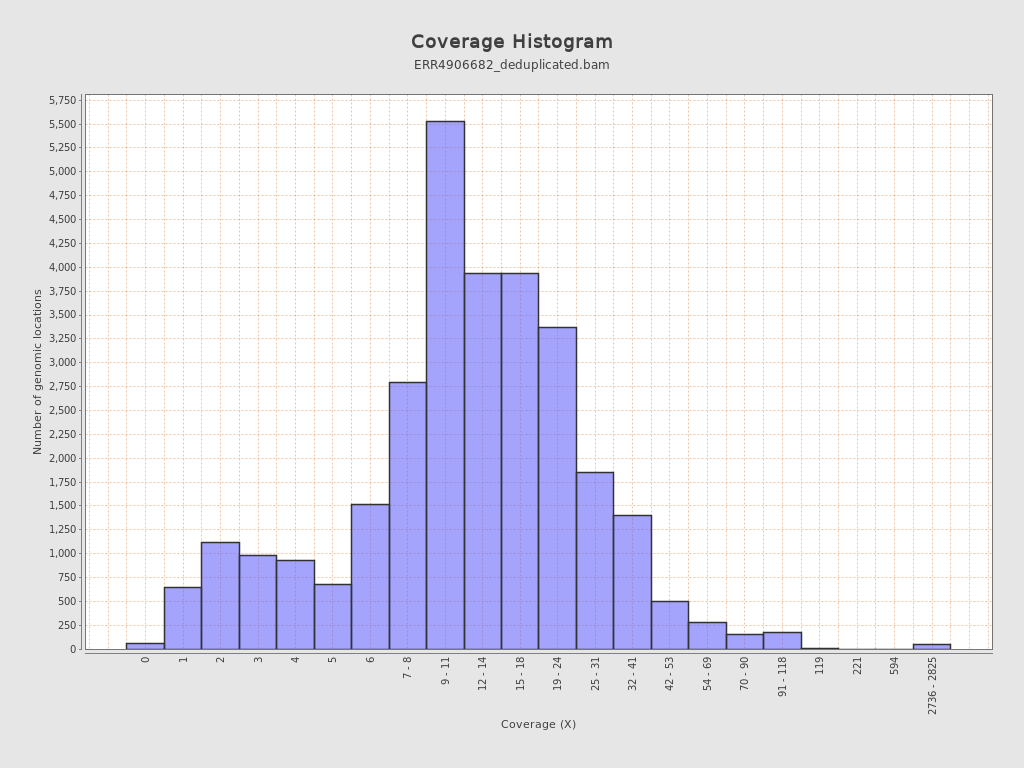 Coverage Histogram
ERR4906682_deduplicated.bam
Number of genomic locations
5,750
5,500
5,250
5,000
4,750
4,500
4,250
4,000
3,750
3,500
3,250
3,000
2,750
2,500
2,250
2,000
1,750
1,500
1,250
1,000
750
500
250
0
0
1
2
3
4
5
6
7 - 8
9 - 11
12 - 14
15 - 18
19 - 24
25 - 31
32 - 41
42 - 53
54 - 69
70 - 90
91 - 118
119
221
594
2736 - 2825
Coverage (X)